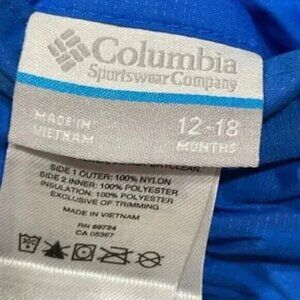 Columbia
Sportswear Company
MADE IN
VIETNAM
12-18
MONTHS
SIDE 1 OUTER: 100% NYLON
SIDE 2 INNER: 100% POLYESTER
INSULATION: 100% POLYESTER
EXCLUSIVE OF TRIMMING
MADE IN VIETNAM
RN 69724
CA 05367